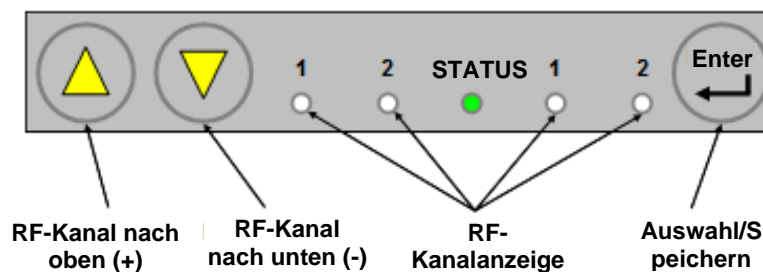 1 2 STATUS 1 2 Enter
RF-Kanal nach
oben (+)
RF-Kanal
nach unten (-)
RF-
Kanalanzeige
Auswahl/S
peichern